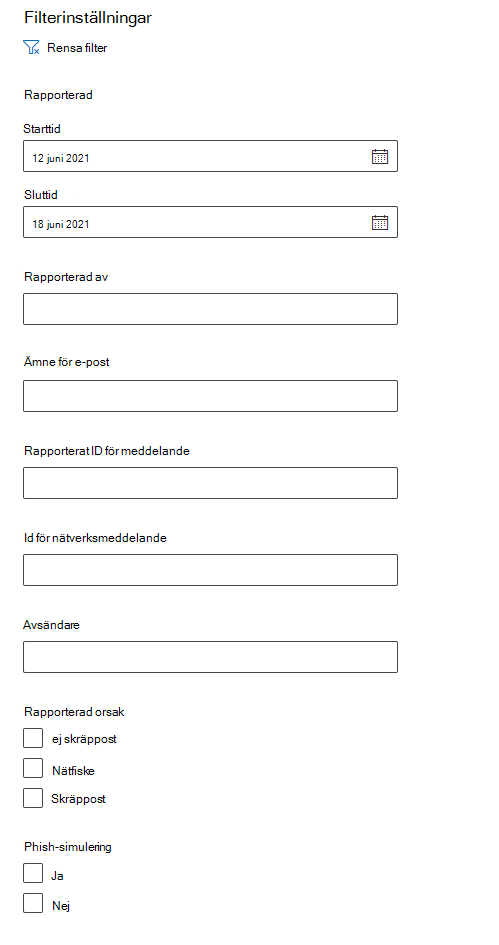 Filterinställningar
Rensa filter
Rapporterad
Starttid
12 juni 2021
Sluttid
18 juni 2021
Rapporterad av
Ämne för e-post
Rapporterat ID för meddelande
Id för nätverksmeddelande
Avsändare
Rapporterad orsak
ej skräppost
Nätfiske
Skräppost
Phish-simulering
Ja
Nej